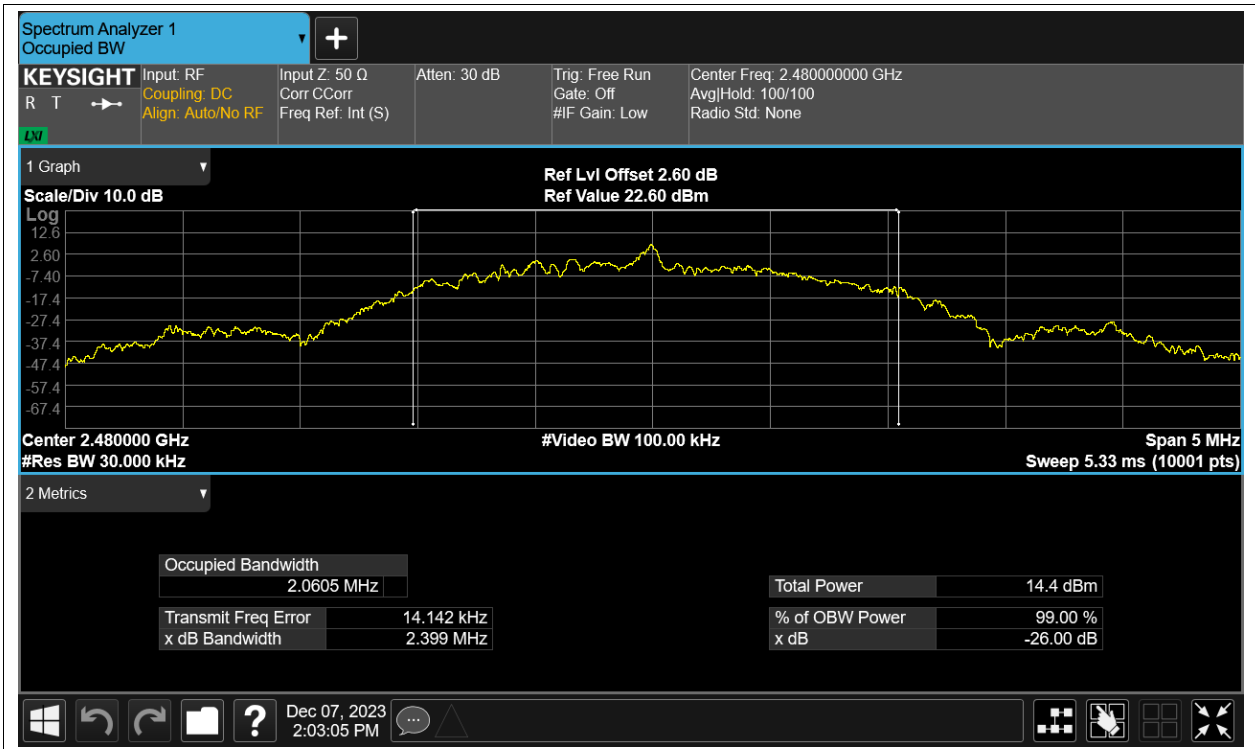 Spectrum Analyzer 1
Occupied BW
KEYSIGHT
R T
LXI
Input: RF
Coupling: DC
Align: Auto/No RF
Input Z: 50 Ω
Corr CCorr
Freq Ref: Int (S)
Atten: 30 dB
Trig: Free Run
Gate: Off
#IF Gain: Low
Center Freq: 2.480000000 GHz
Avg|Hold: 100/100
Radio Std: None
1 Graph
Ref Lvl Offset 2.60 dB
Scale/Div 10.0 dB
Ref Value 22.60 dBm
Log
12.6
2.60
-7.40
-17.4
-27.4
-37.4
-47.4
-57.4
-67.4
Center 2.480000 GHz
#Video BW 100.00 kHz
Span 5 MHz
#Res BW 30.000 kHz
Sweep 5.33 ms (10001 pts)
2 Metrics
Occupied Bandwidth
2.0605 MHz
Total Power 14.4 dBm
Transmit Freq Error 14.142 kHz
% of OBW Power 99.00 %
x dB Bandwidth 2.399 MHz
x dB -26.00 dB
?
Dec 07, 2023
2:03:05 PM